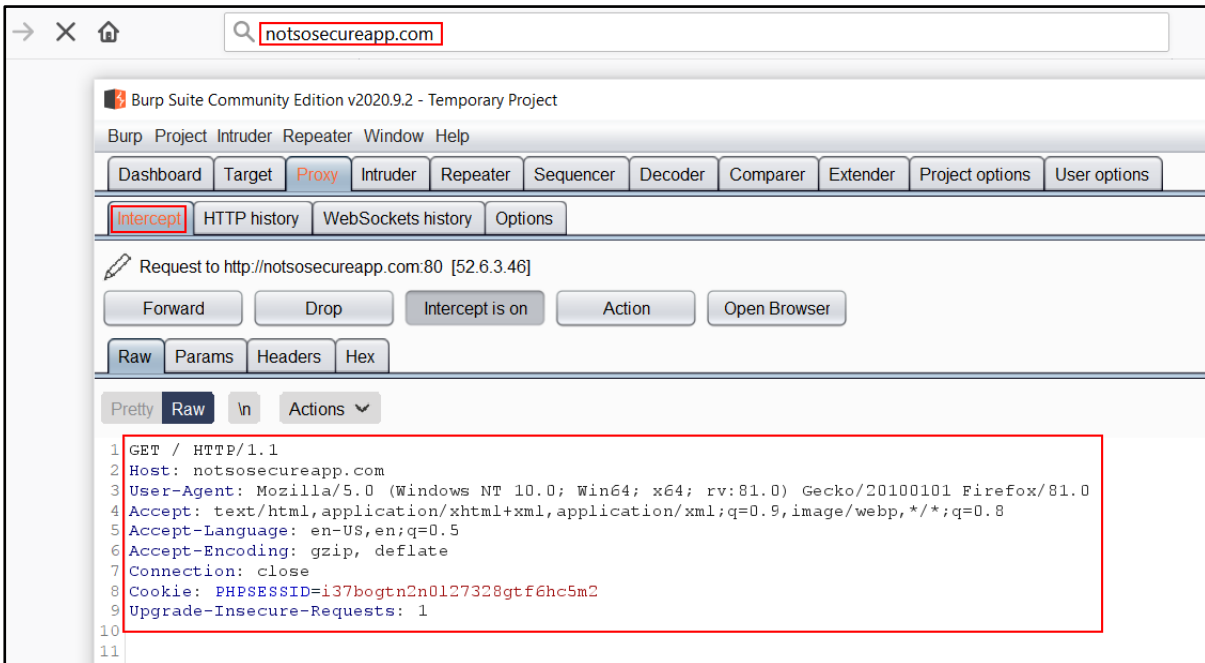 notsosecureapp.com
Burp Suite Community Edition v2020.9.2 - Temporary Project
Burp Project Intruder Repeater Window Help
Dashboard Target Proxy Intruder Repeater Sequencer Decoder Comparer Extender Project options User options
Intercept HTTP history WebSockets history Options
Request to http://notsosecureapp.com:80 [52.6.3.46]
Forward Drop Intercept is on Action Open Browser
Raw Params Headers Hex
Pretty Raw \n Actions
1 GET / HTTP/1.1
2 Host: notsosecureapp.com
3 User-Agent: Mozilla/5.0 (Windows NT 10.0; Win64; x64; rv:81.0) Gecko/20100101 Firefox/81.0
4 Accept: text/html,application/xhtml+xml,application/xml;q=0.9,image/webp,*/*;q=0.8
5 Accept-Language: en-US,en;q=0.5
6 Accept-Encoding: gzip, deflate
7 Connection: close
8 Cookie: PHPSESSID=i37bogtn2n0l27328gtf6hc5m2
9 Upgrade-Insecure-Requests: 1
10
11